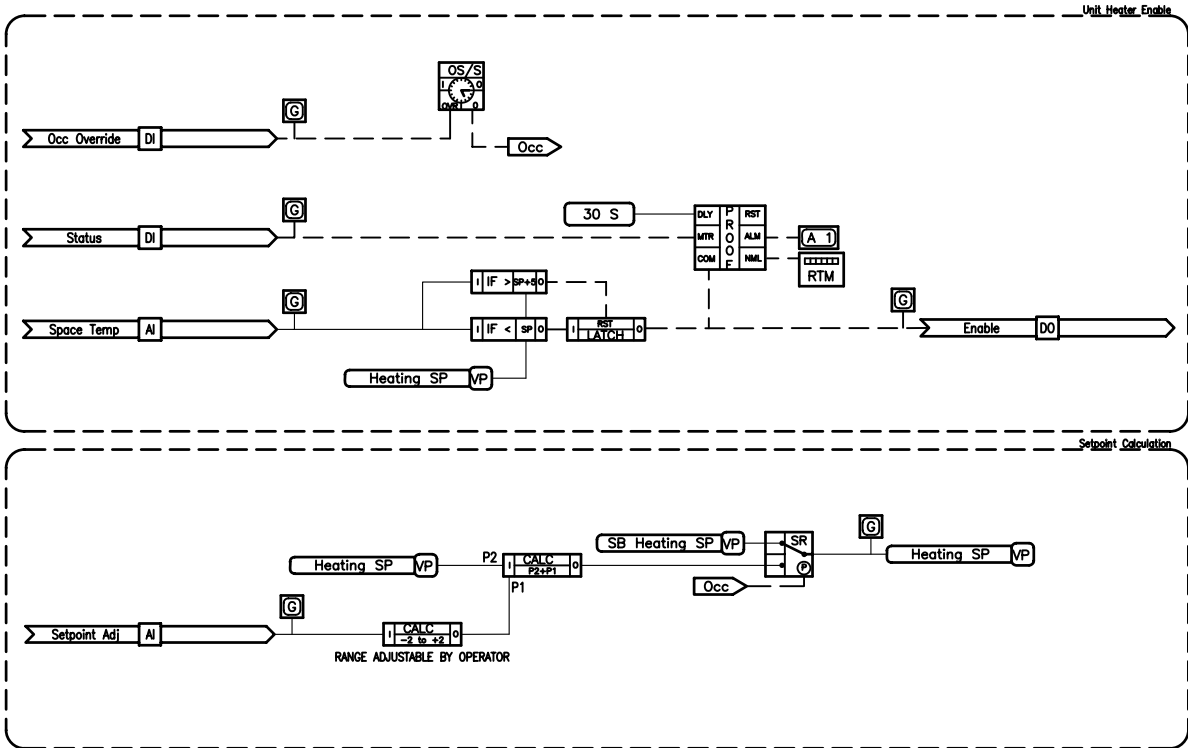 Unit Heater Enable
OS/S
I O
OVR O
G
Occ Override DI
Occ
G
30 S
DLY PROOF RST
Status DI
MTR ALM
A 1
COM NML
RTM
G
I IF > SP+5 O
G
Space Temp AI
I IF < SP O
I RST LATCH O
Enable DO
Heating SP VP
Setpoint Calculation
G
SB Heating SP VP
SR
Heating SP VP
P2
I CALC P2+P1 O
P
Heating SP VP
P1
Occ
G
Setpoint Adj AI
I CALC -2 to +2 O
RANGE ADJUSTABLE BY OPERATOR